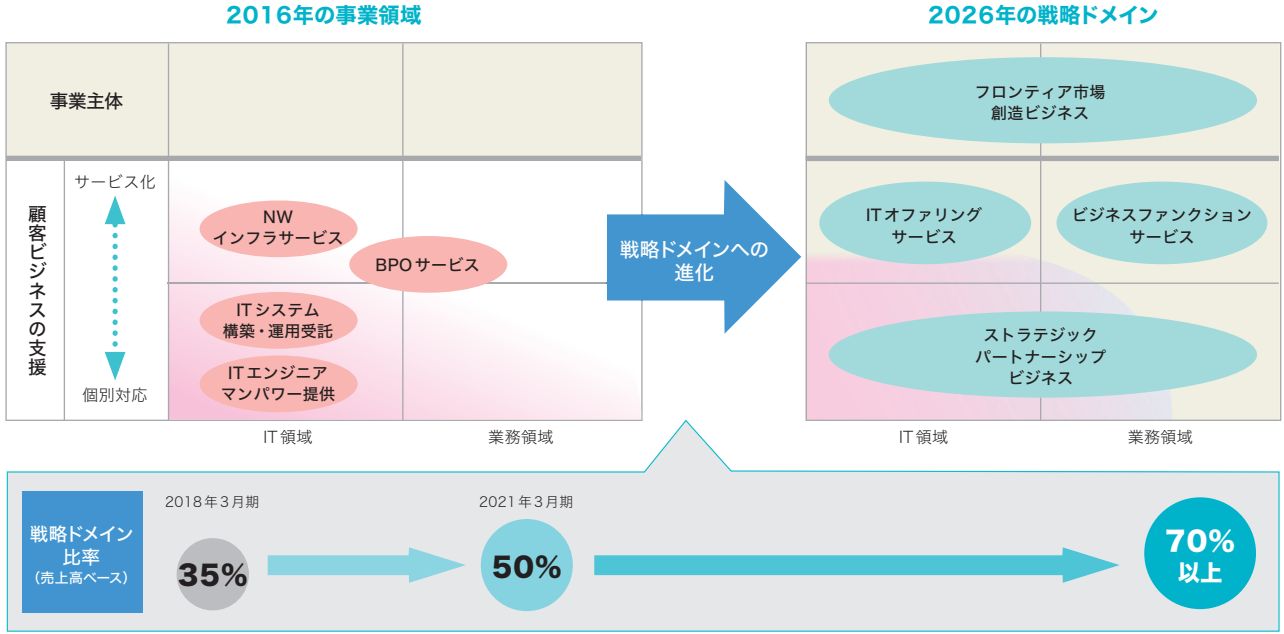 2016年の事業領域
事業主体
顧客ビジネスの支援
サービス化
個別対応
NW
インフラサービス
BPOサービス
ITシステム
構築・運用受託
ITエンジニア
マンパワー提供
IT領域
業務領域
戦略ドメインへの
進化
2026年の戦略ドメイン
フロンティア市場
創造ビジネス
ITオファリング
サービス
ビジネスファンクション
サービス
ストラテジック
パートナーシップ
ビジネス
IT領域
業務領域
戦略ドメイン
比率
（売上高ベース）
2018年3月期
35%
2021年3月期
50%
70%
以上